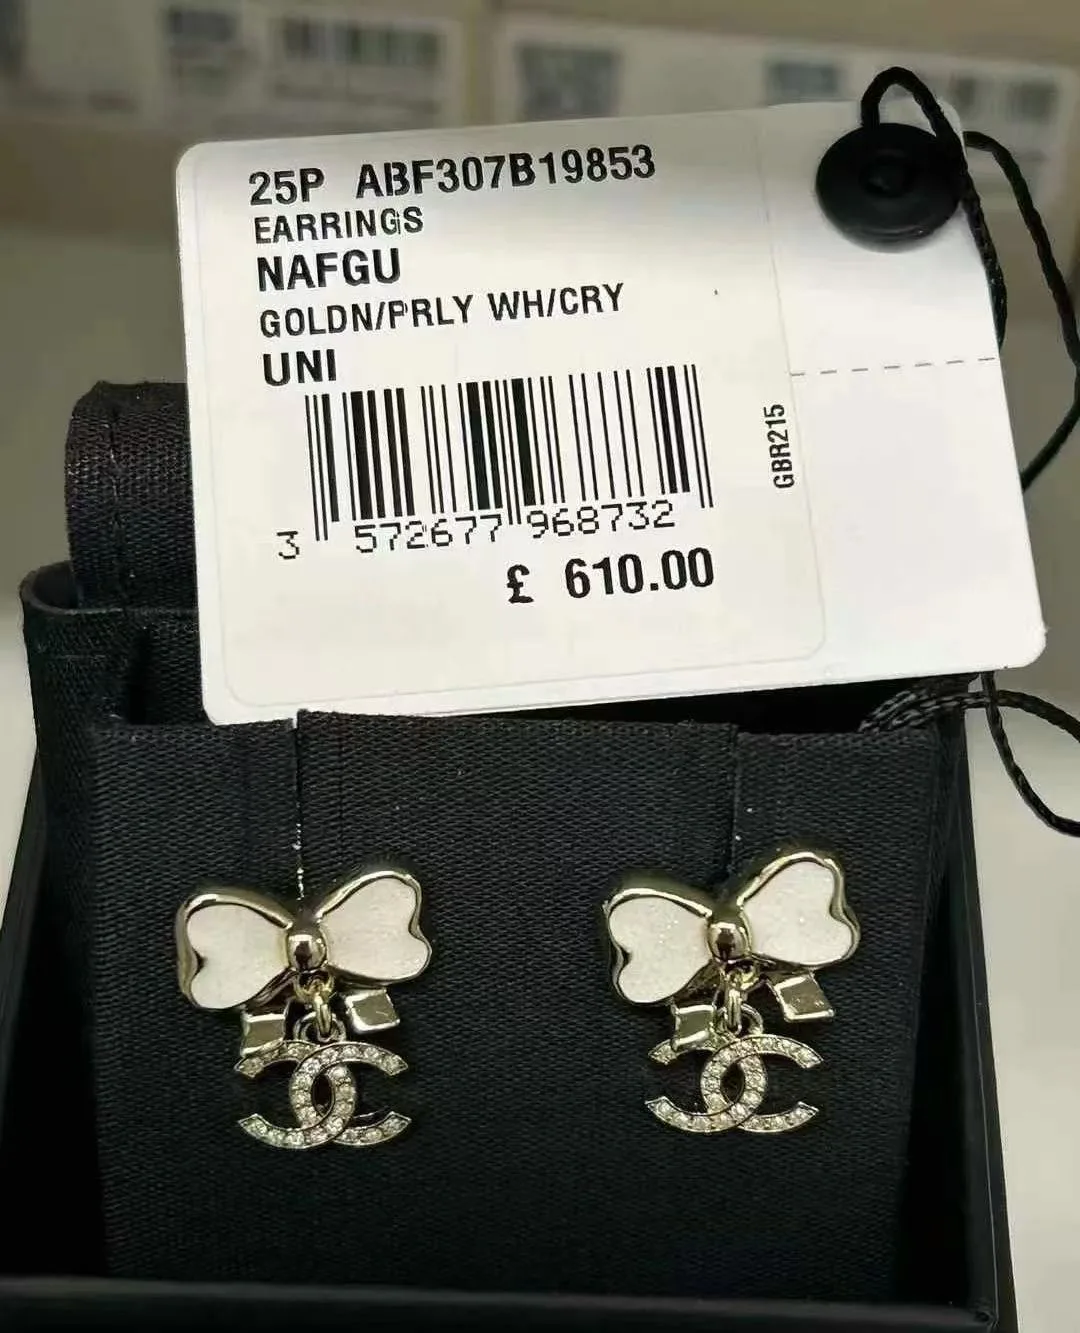 25P ABF307B19853
EARRINGS
NAFGU
GOLDN/PRLY WH/CRY
UNI
3 572677 968732
£ 610.00
GBR215